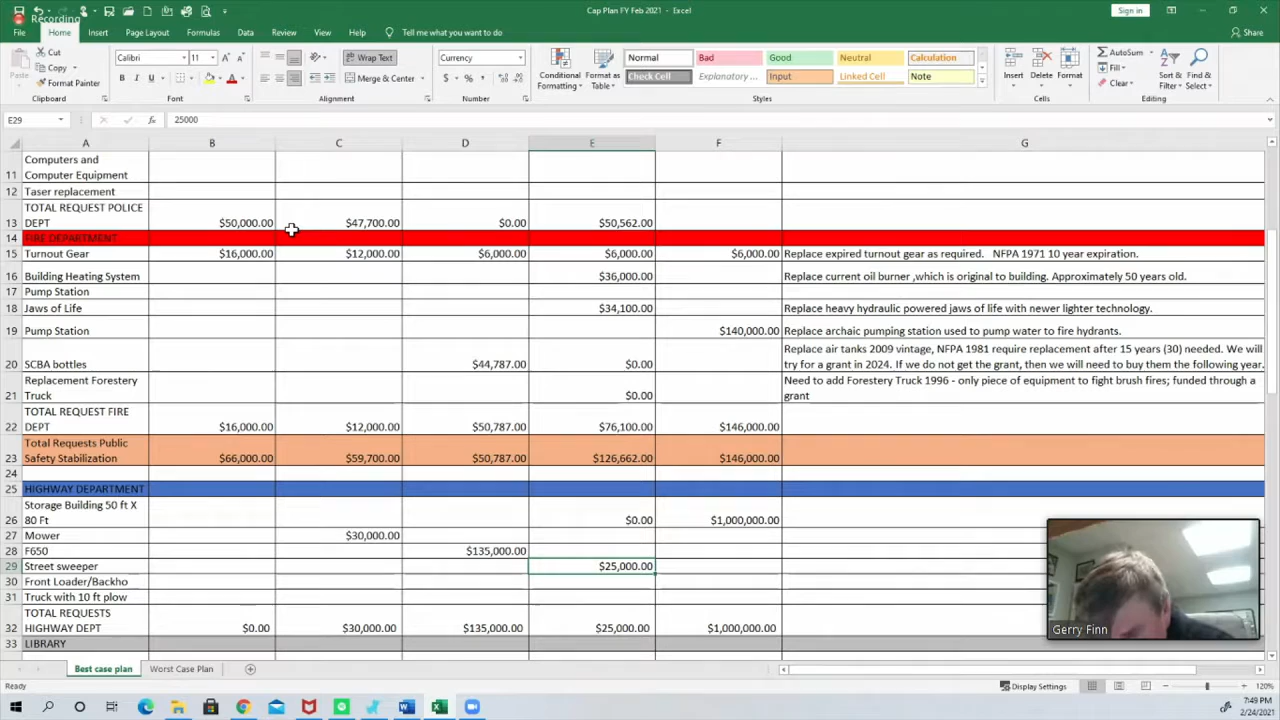 Recording
Cap Plan FY Feb 2021 - Excel
Sign in
File Home Insert Page Layout Formulas Data Review View Help Tell me what you want to do Share
Paste
Cut
Copy
Format Painter
Clipboard
Calibri 11
B I U
Font
Wrap Text
Merge & Center
Alignment
Currency
$ % ,
Number
Conditional Formatting
Format as Table
Normal Bad Good Neutral Calculation
Check Cell Explanatory ... Input Linked Cell Note
Styles
Insert Delete Format
Cells
AutoSum
Fill
Clear
Sort & Filter
Find & Select
Editing
E29 25000
A B C D E F G
11 Computers and
Computer Equipment
12 Taser replacement
TOTAL REQUEST POLICE
13 DEPT $50,000.00 $47,700.00 $0.00 $50,562.00
14 FIRE DEPARTMENT
15 Turnout Gear $16,000.00 $12,000.00 $6,000.00 $6,000.00 $6,000.00 Replace expired turnout gear as required. NFPA 1971 10 year expiration.
16 Building Heating System $36,000.00 Replace current oil burner ,which is original to building. Approximately 50 years old.
17 Pump Station
18 Jaws of Life $34,100.00 Replace heavy hydraulic powered jaws of life with newer lighter technology.
19 Pump Station $140,000.00 Replace archaic pumping station used to pump water to fire hydrants.
Replace air tanks 2009 vintage, NFPA 1981 require replacement after 15 years (30) needed. We will
20 SCBA bottles $44,787.00 $0.00 try for a grant in 2024. If we do not get the grant, then we will need to buy them the following year.
Replacement Forestery Need to add Forestery Truck 1996 - only piece of equipment to fight brush fires; funded through a
21 Truck $0.00 grant
TOTAL REQUEST FIRE
22 DEPT $16,000.00 $12,000.00 $50,787.00 $76,100.00 $146,000.00
Total Requests Public
23 Safety Stabilization $66,000.00 $59,700.00 $50,787.00 $126,662.00 $146,000.00
24
25 HIGHWAY DEPARTMENT
Storage Building 50 ft X
26 80 Ft $0.00 $1,000,000.00
27 Mower $30,000.00
28 F650 $135,000.00
29 Street sweeper $25,000.00
30 Front Loader/Backho
31 Truck with 10 ft plow
TOTAL REQUESTS
32 HIGHWAY DEPT $0.00 $30,000.00 $135,000.00 $25,000.00 $1,000,000.00
33 LIBRARY
Gerry Finn
Best case plan Worst Case Plan
Ready Display Settings 120%
7:49 PM
2/24/2021